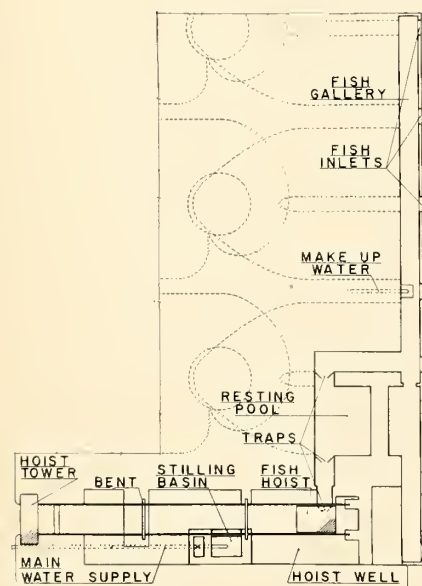 FISH
GALLERY
FISH
INLETS
MAKE UP
WATER
RESTING
POOL
TRAPS
HOIST
TOWER
BENT
STILLING
BASIN
FISH
HOIST
MAIN
WATER SUPPLY
HOIST WELL